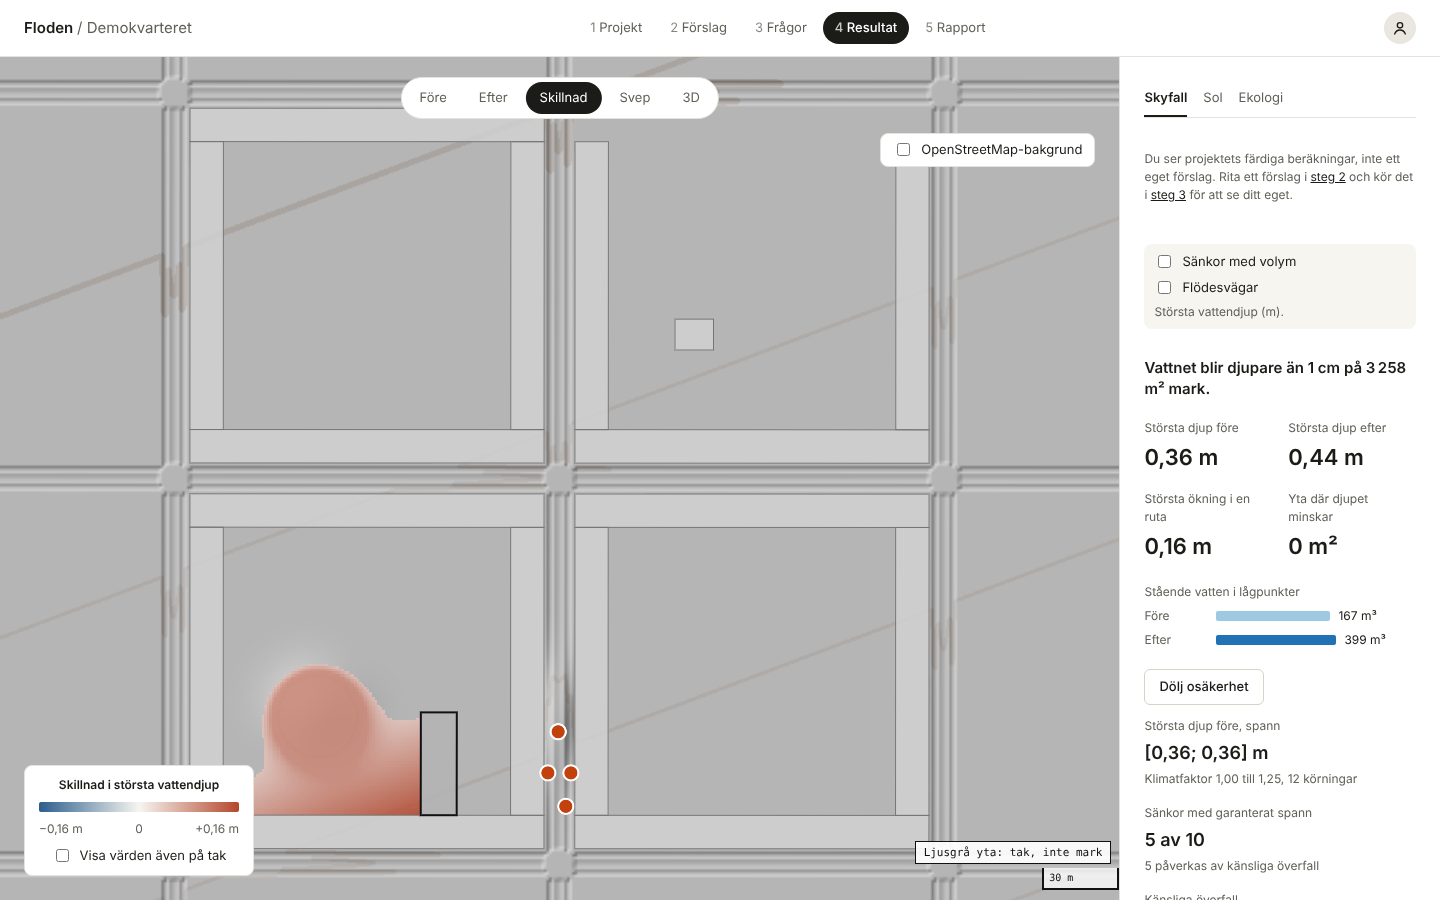 Floden / Demokvarteret
1 Projekt
2 Förslag
3 Frågor
4 Resultat
5 Rapport
Före
Efter
Skillnad
Svep
3D
OpenStreetMap-bakgrund
Skillnad i största vattendjup
−0,16 m
0
+0,16 m
Visa värden även på tak
Ljusgrå yta: tak, inte mark
30 m
Skyfall
Sol
Ekologi
Du ser projektets färdiga beräkningar, inte ett
eget förslag. Rita ett förslag i steg 2 och kör det
i steg 3 för att se ditt eget.
Sänkor med volym
Flödesvägar
Största vattendjup (m).
Vattnet blir djupare än 1 cm på 3 258
m² mark.
Största djup före
0,36 m
Största djup efter
0,44 m
Största ökning i en
ruta
0,16 m
Yta där djupet
minskar
0 m²
Stående vatten i lågpunkter
Före
167 m³
Efter
399 m³
Dölj osäkerhet
Största djup före, spann
[0,36; 0,36] m
Klimatfaktor 1,00 till 1,25, 12 körningar
Sänkor med garanterat spann
5 av 10
5 påverkas av känsliga överfall
Känsliga överfall